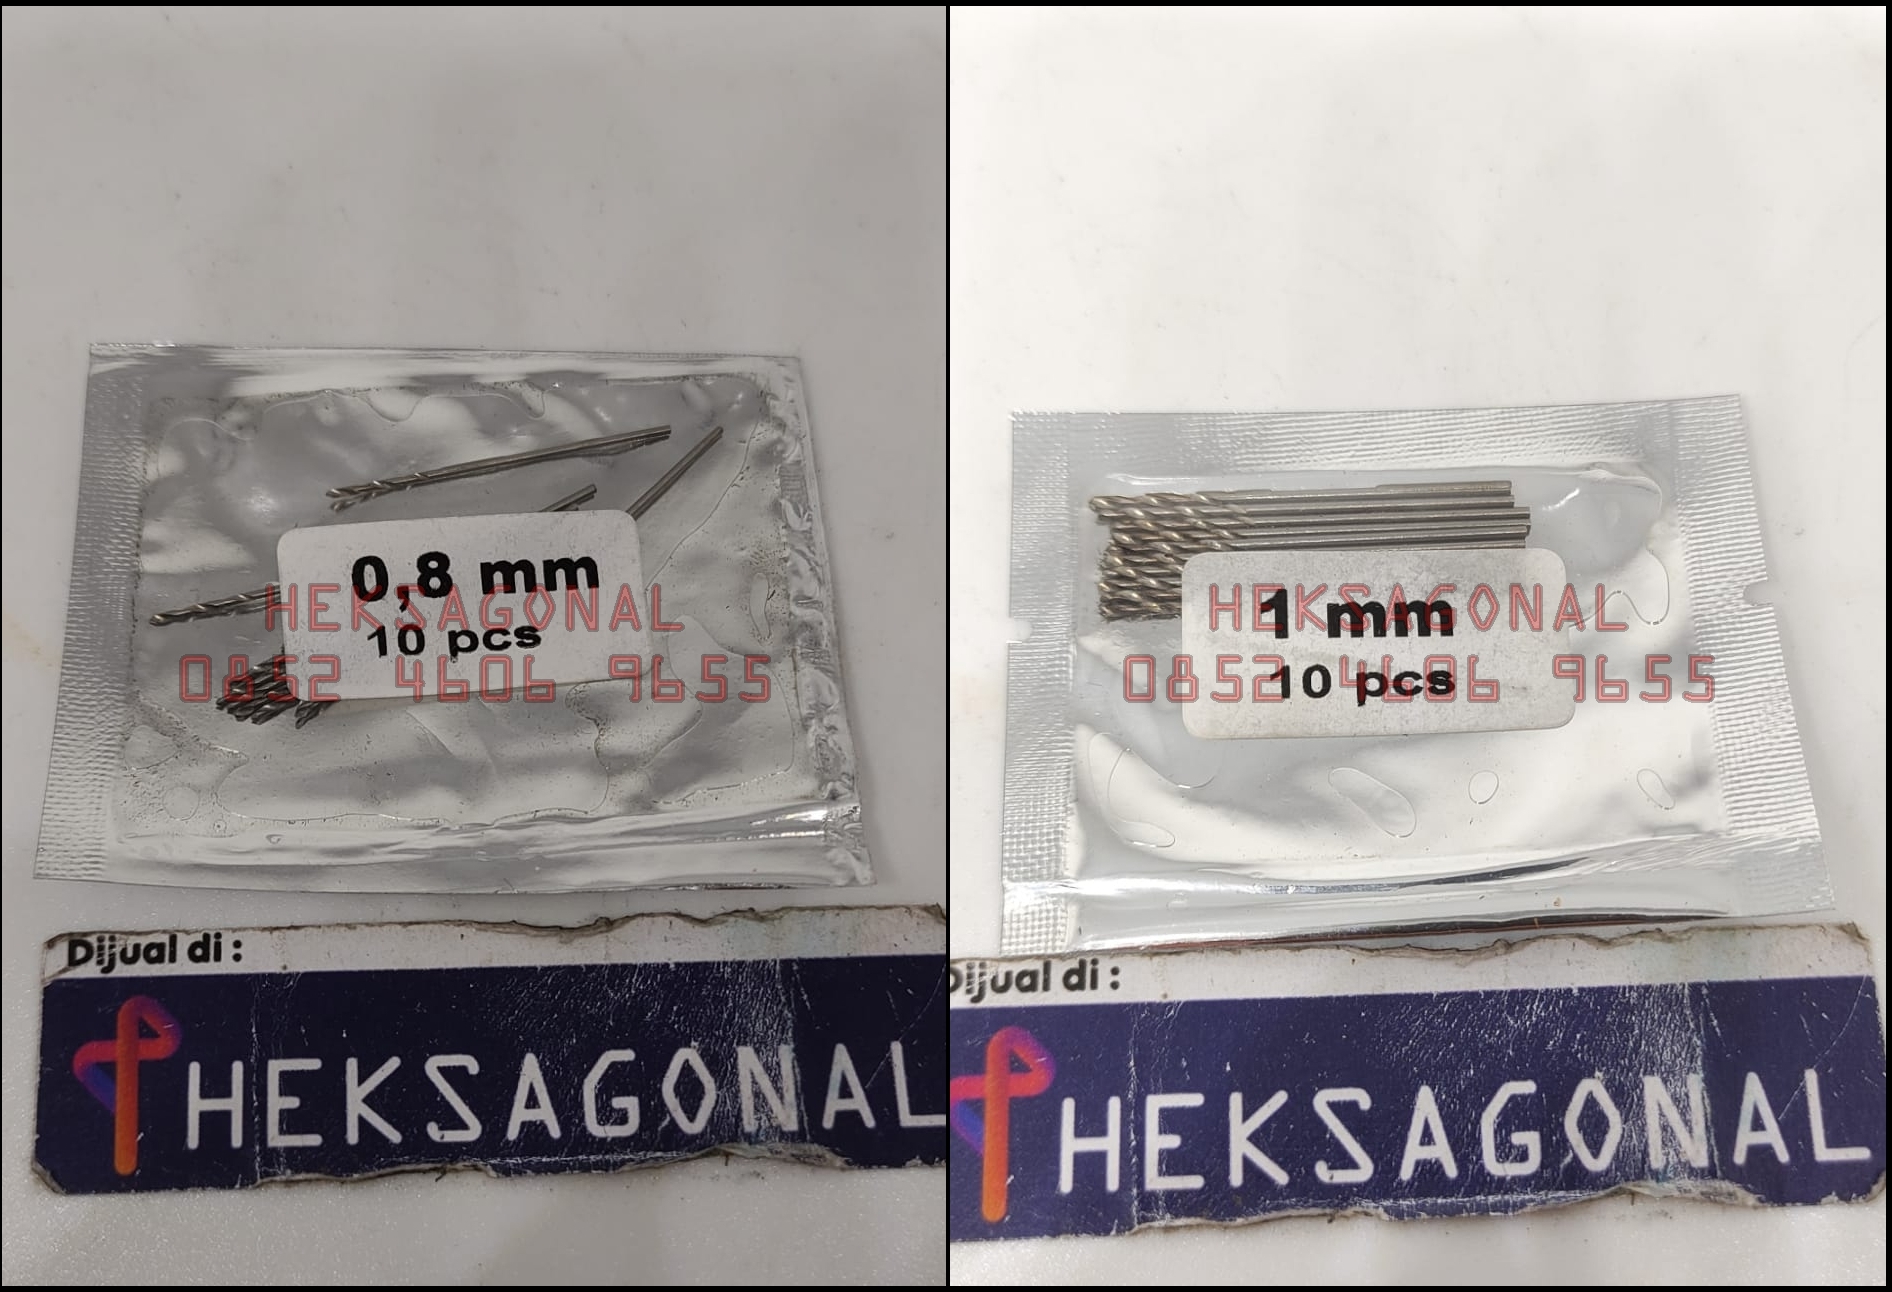 0,8 mm
10 pcs
HEKSAGONAL
0852 4606 9655
Dijual di :
HEKSAGONAL
1 mm
10 pcs
HEKSAGONAL
0852 4606 9655
Dijual di :
HEKSAGONAL